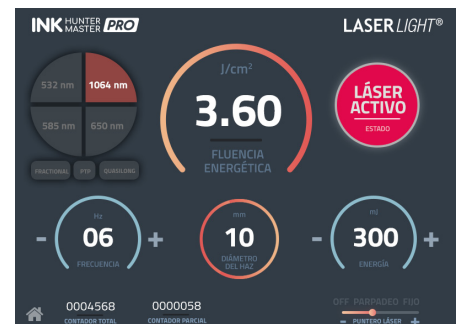 INK HUNTER MASTER PRO
LASERLIGHT®
532 nm
1064 nm
585 nm
650 nm
FRACTIONAL
PTP
QUASILONG
J/cm²
3.60
FLUENCIA
ENERGÉTICA
LÁSER
ACTIVO
ESTADO
-
Hz
06
FRECUENCIA
+
mm
10
DIÁMETRO
DEL HAZ
-
mJ
300
ENERGÍA
+
0004568
CONTADOR TOTAL
0000058
CONTADOR PARCIAL
OFF PARPADEO FIJO
- PUNTERO LÁSER +